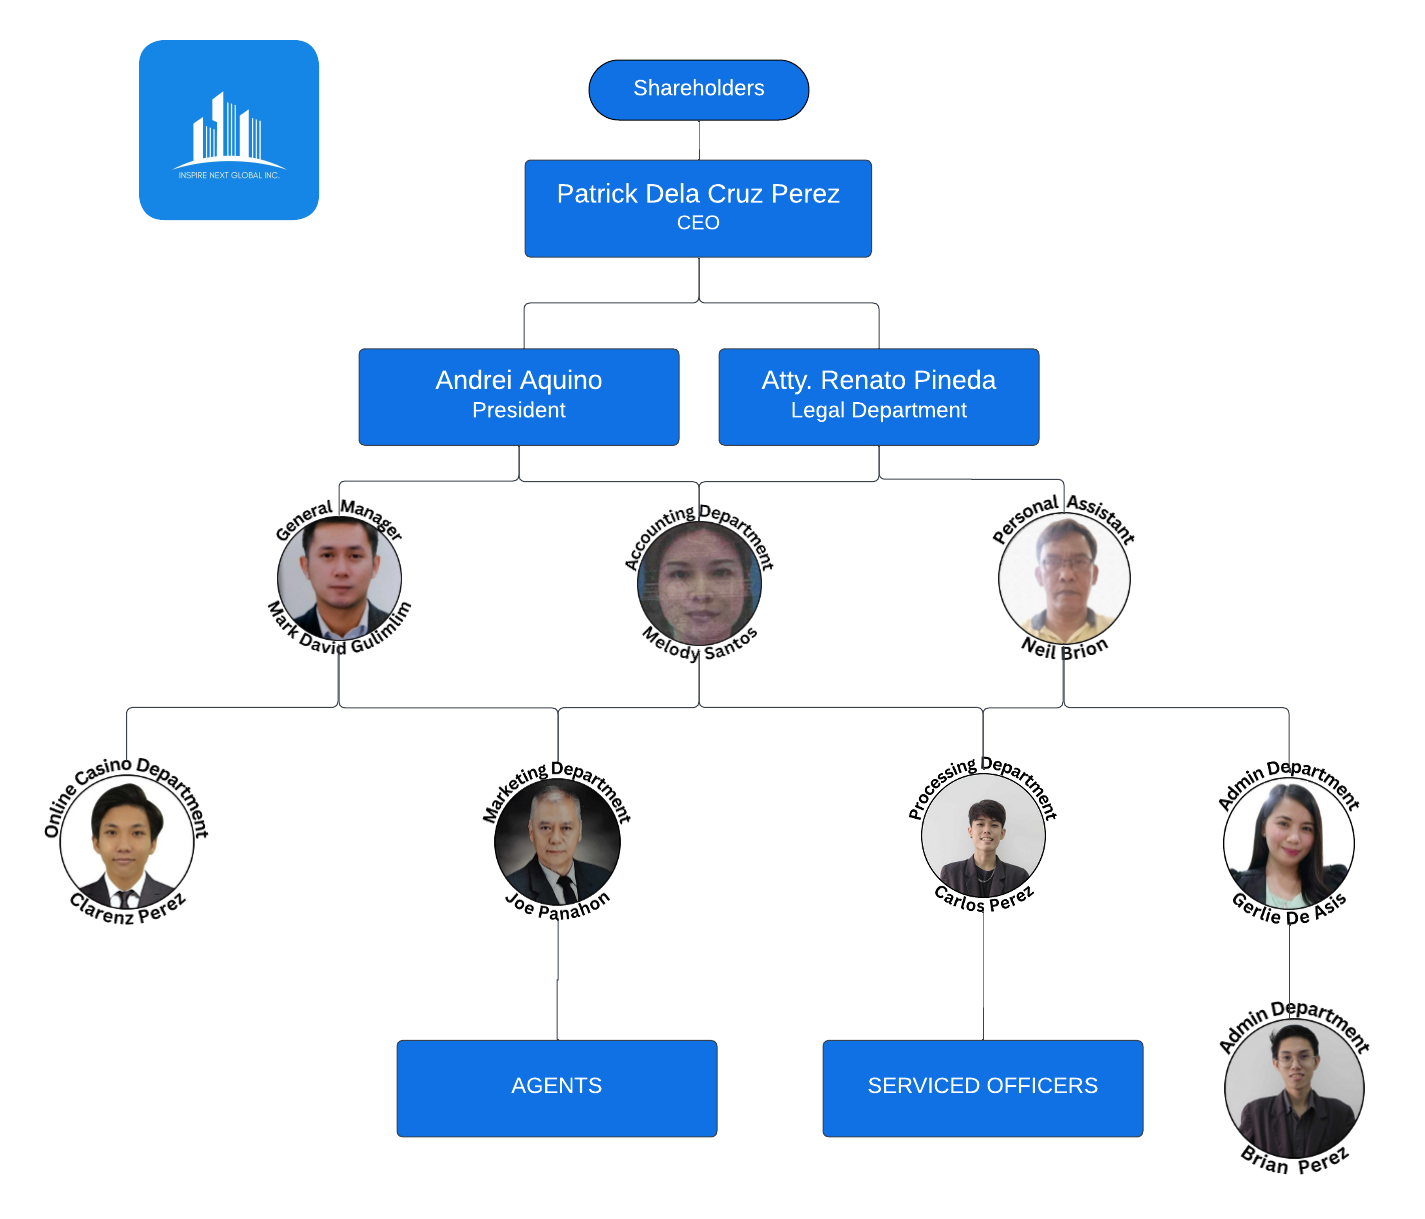 INSPIRE NEXT GLOBAL INC.
Shareholders
Patrick Dela Cruz Perez
CEO
Andrei Aquino
President
Atty. Renato Pineda
Legal Department
General Manager
Mark David Gulimlim
Accounting Department
Melody Santos
Personal Assistant
Neil Brion
Online Casino Department
Clarenz Perez
Marketing Department
Joe Panahon
Processing Department
Carlos Perez
Admin Department
Gerlie De Asis
AGENTS
SERVICED OFFICERS
Admin Department
Brian Perez